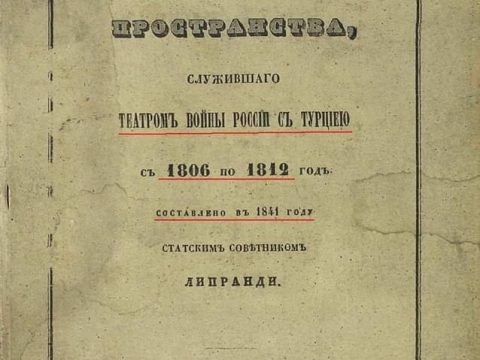 ПРОСТРАНСТВА,
СЛУЖИВШАГО
ТЕАТРОМЪ ВОЙНЫ РОССІИ СЪ ТУРЦІЕЮ
съ 1806 по 1812 годъ.
СОСТАВЛЕНО ВЪ 1841 ГОДУ
СТАТСКИМЪ СОВѢТНИКОМЪ
ЛИПРАНДИ.